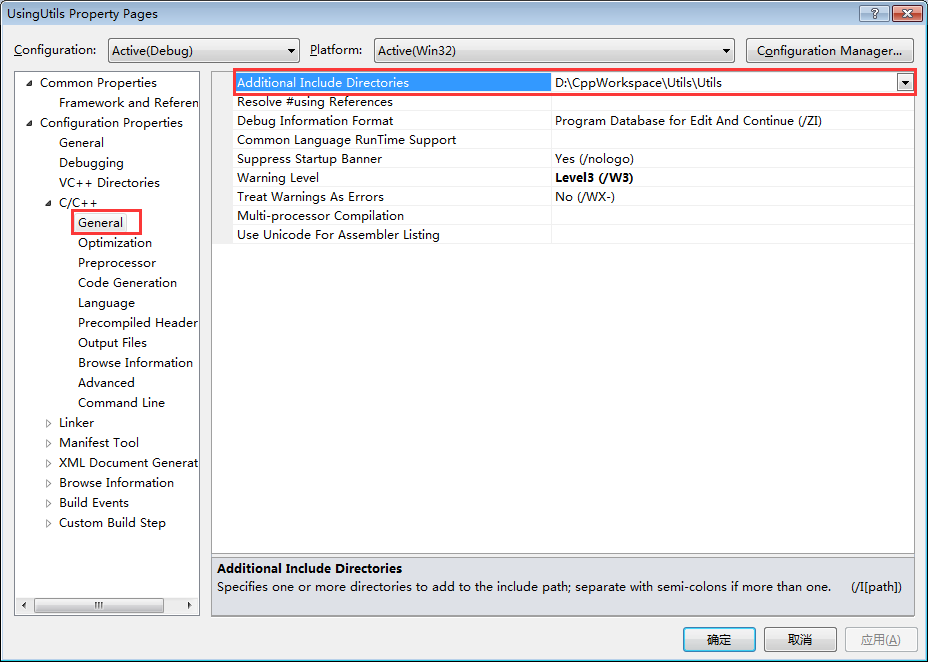 UsingUtils Property Pages
Configuration: Active(Debug) Platform: Active(Win32) Configuration Manager...
Common Properties
Framework and Referen
Configuration Properties
General
Debugging
VC++ Directories
C/C++
General
Optimization
Preprocessor
Code Generation
Language
Precompiled Header
Output Files
Browse Information
Advanced
Command Line
Linker
Manifest Tool
XML Document Generat
Browse Information
Build Events
Custom Build Step
Additional Include Directories D:\CppWorkspace\Utils\Utils
Resolve #using References
Debug Information Format Program Database for Edit And Continue (/ZI)
Common Language RunTime Support
Suppress Startup Banner Yes (/nologo)
Warning Level Level3 (/W3)
Treat Warnings As Errors No (/WX-)
Multi-processor Compilation
Use Unicode For Assembler Listing
Additional Include Directories
Specifies one or more directories to add to the include path; separate with semi-colons if more than one. (/I[path])
确定 取消 应用(A)